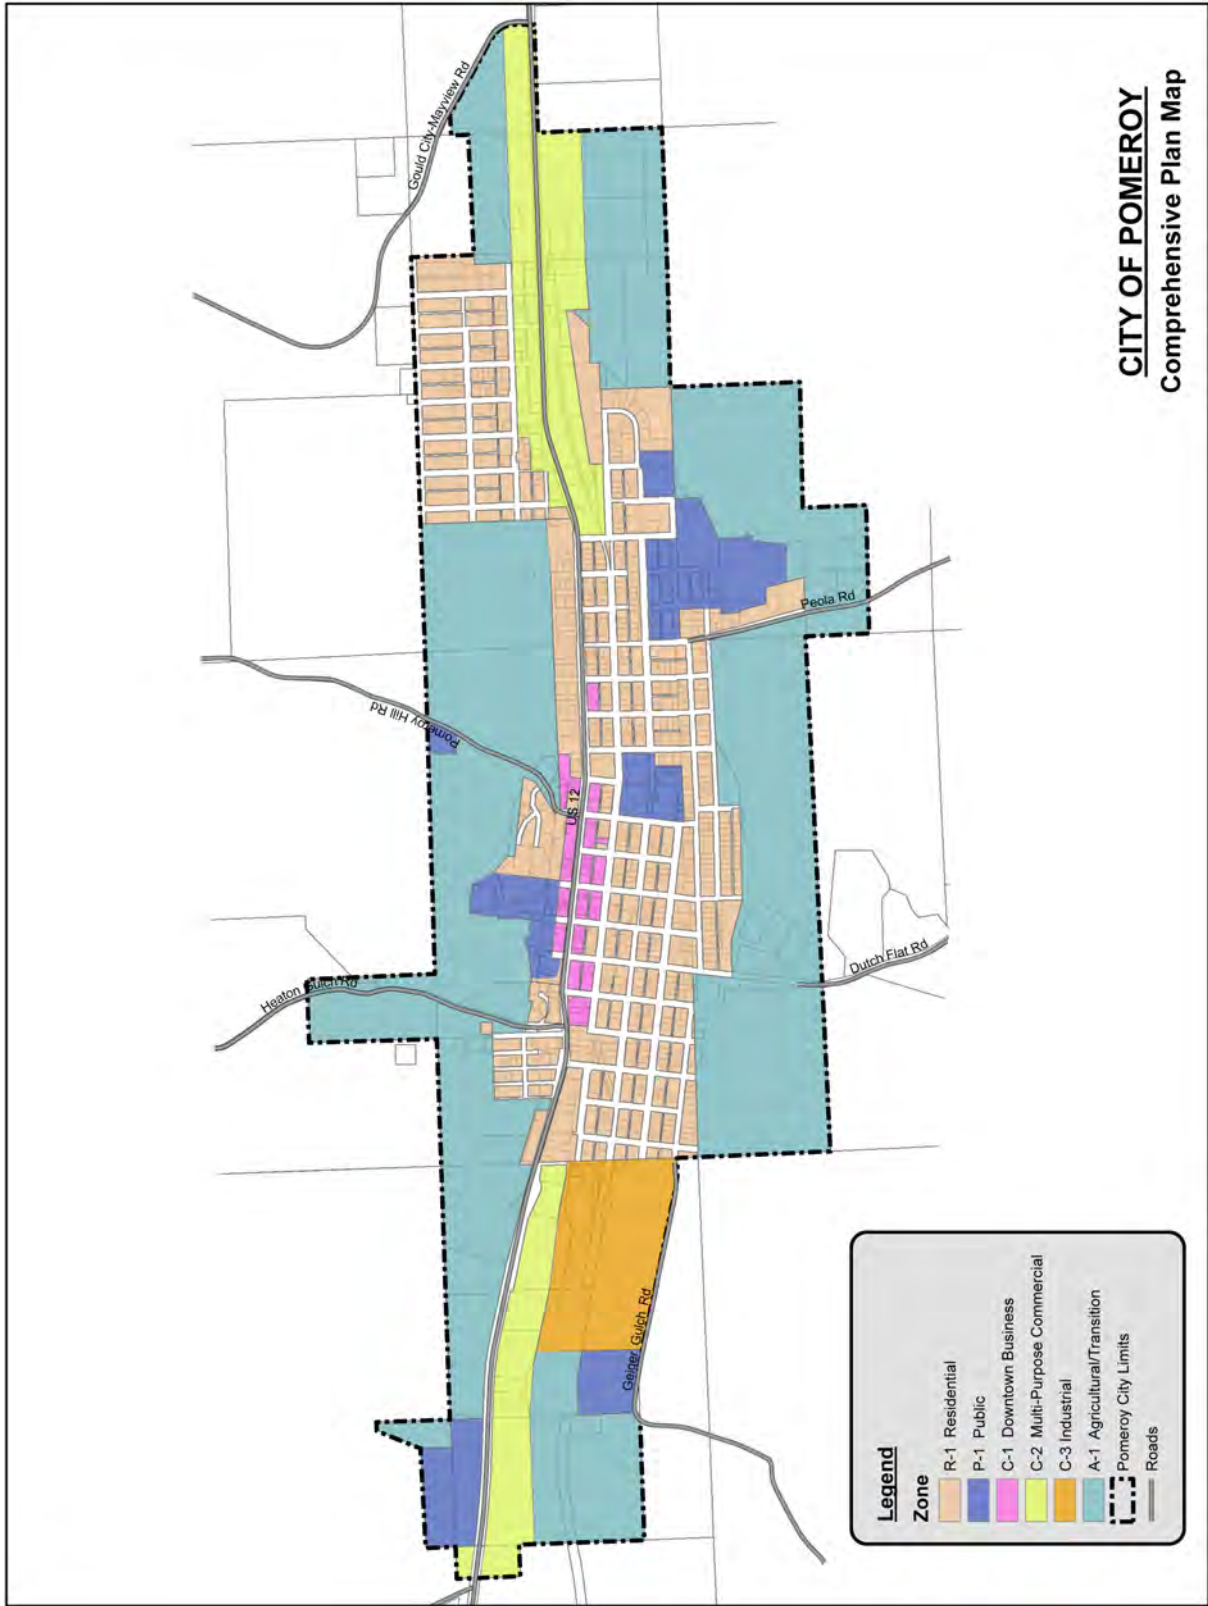 CITY OF POMEROY
Comprehensive Plan Map
Gould City-Mayview Rd
Pomeroy Hill Rd
Heaton Gulch Rd
US 12
Peola Rd
Dutch Flat Rd
Geiger Gulch Rd
Legend
Zone
R-1 Residential
P-1 Public
C-1 Downtown Business
C-2 Multi-Purpose Commercial
C-3 Industrial
A-1 Agricultural/Transition
Pomeroy City Limits
Roads